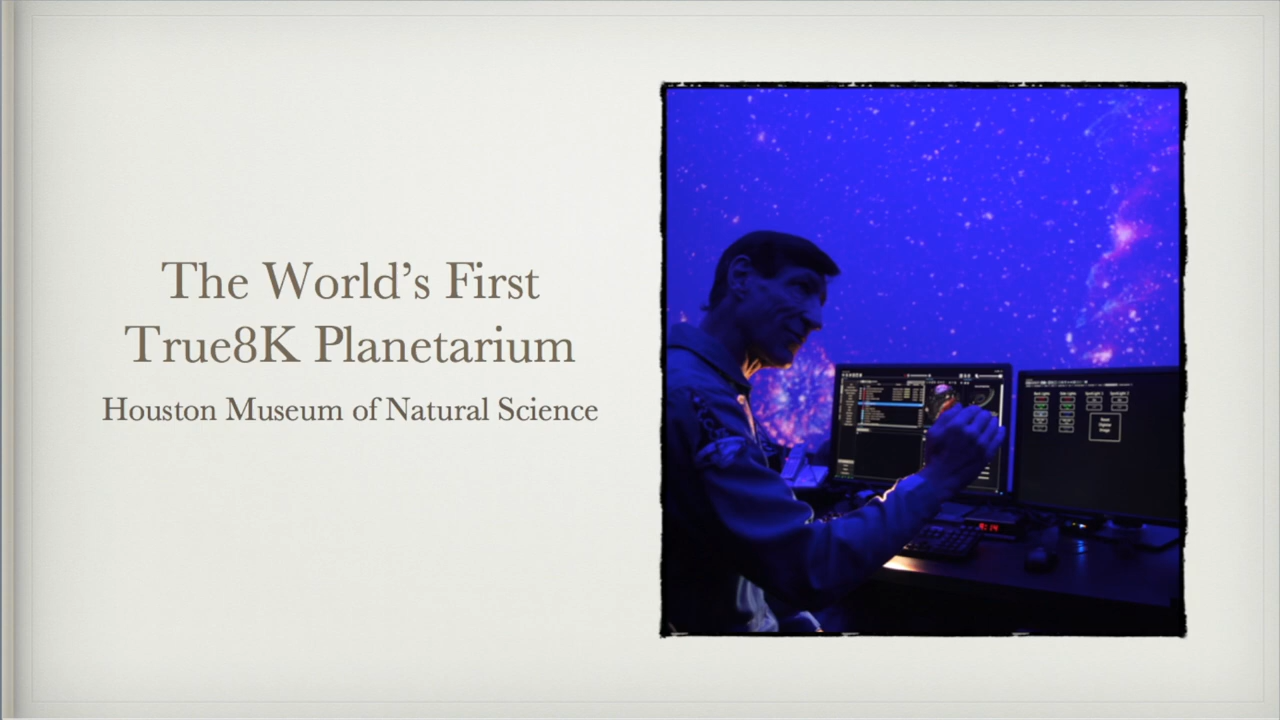 The World’s First
True8K Planetarium
Houston Museum of Natural Science